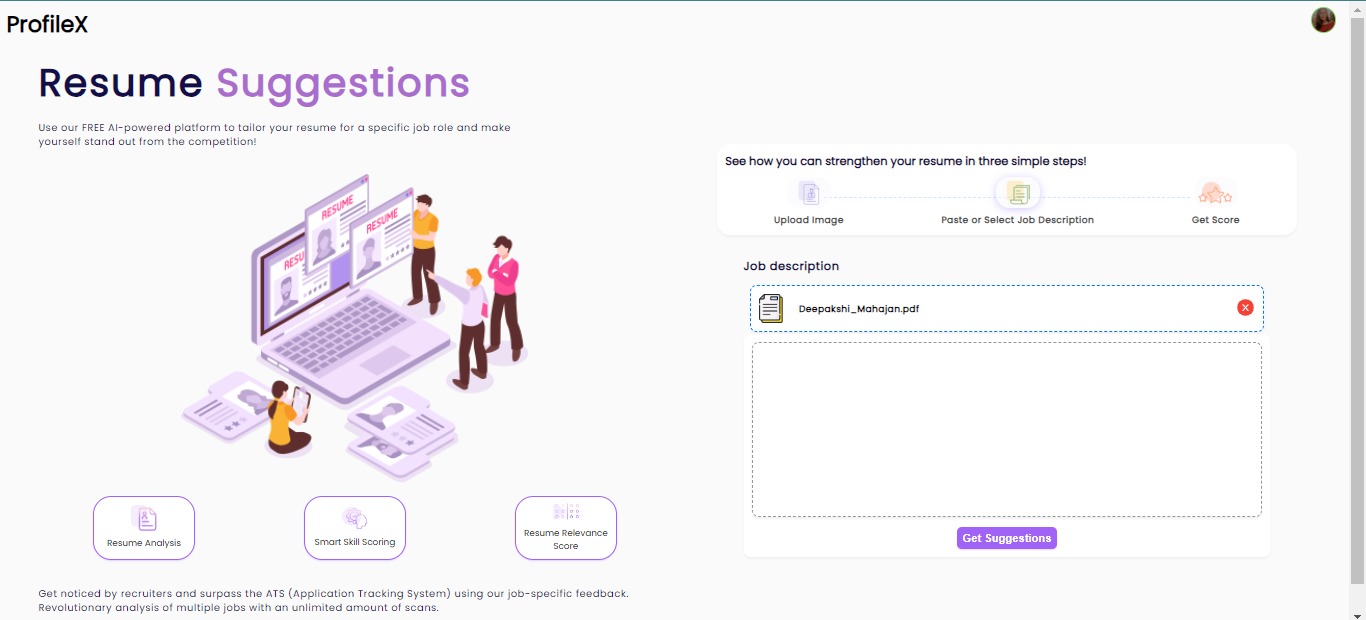 ProfileX
Resume Suggestions
Use our FREE AI-powered platform to tailor your resume for a specific job role and make
yourself stand out from the competition!
RESUME
RESUME
RESU
See how you can strengthen your resume in three simple steps!
Upload Image
Paste or Select Job Description
Get Score
Job description
Deepakshi_Mahajan.pdf
Get Suggestions
Resume Analysis
Smart Skill Scoring
Resume Relevance
Score
Get noticed by recruiters and surpass the ATS (Application Tracking System) using our job-specific feedback.
Revolutionary analysis of multiple jobs with an unlimited amount of scans.